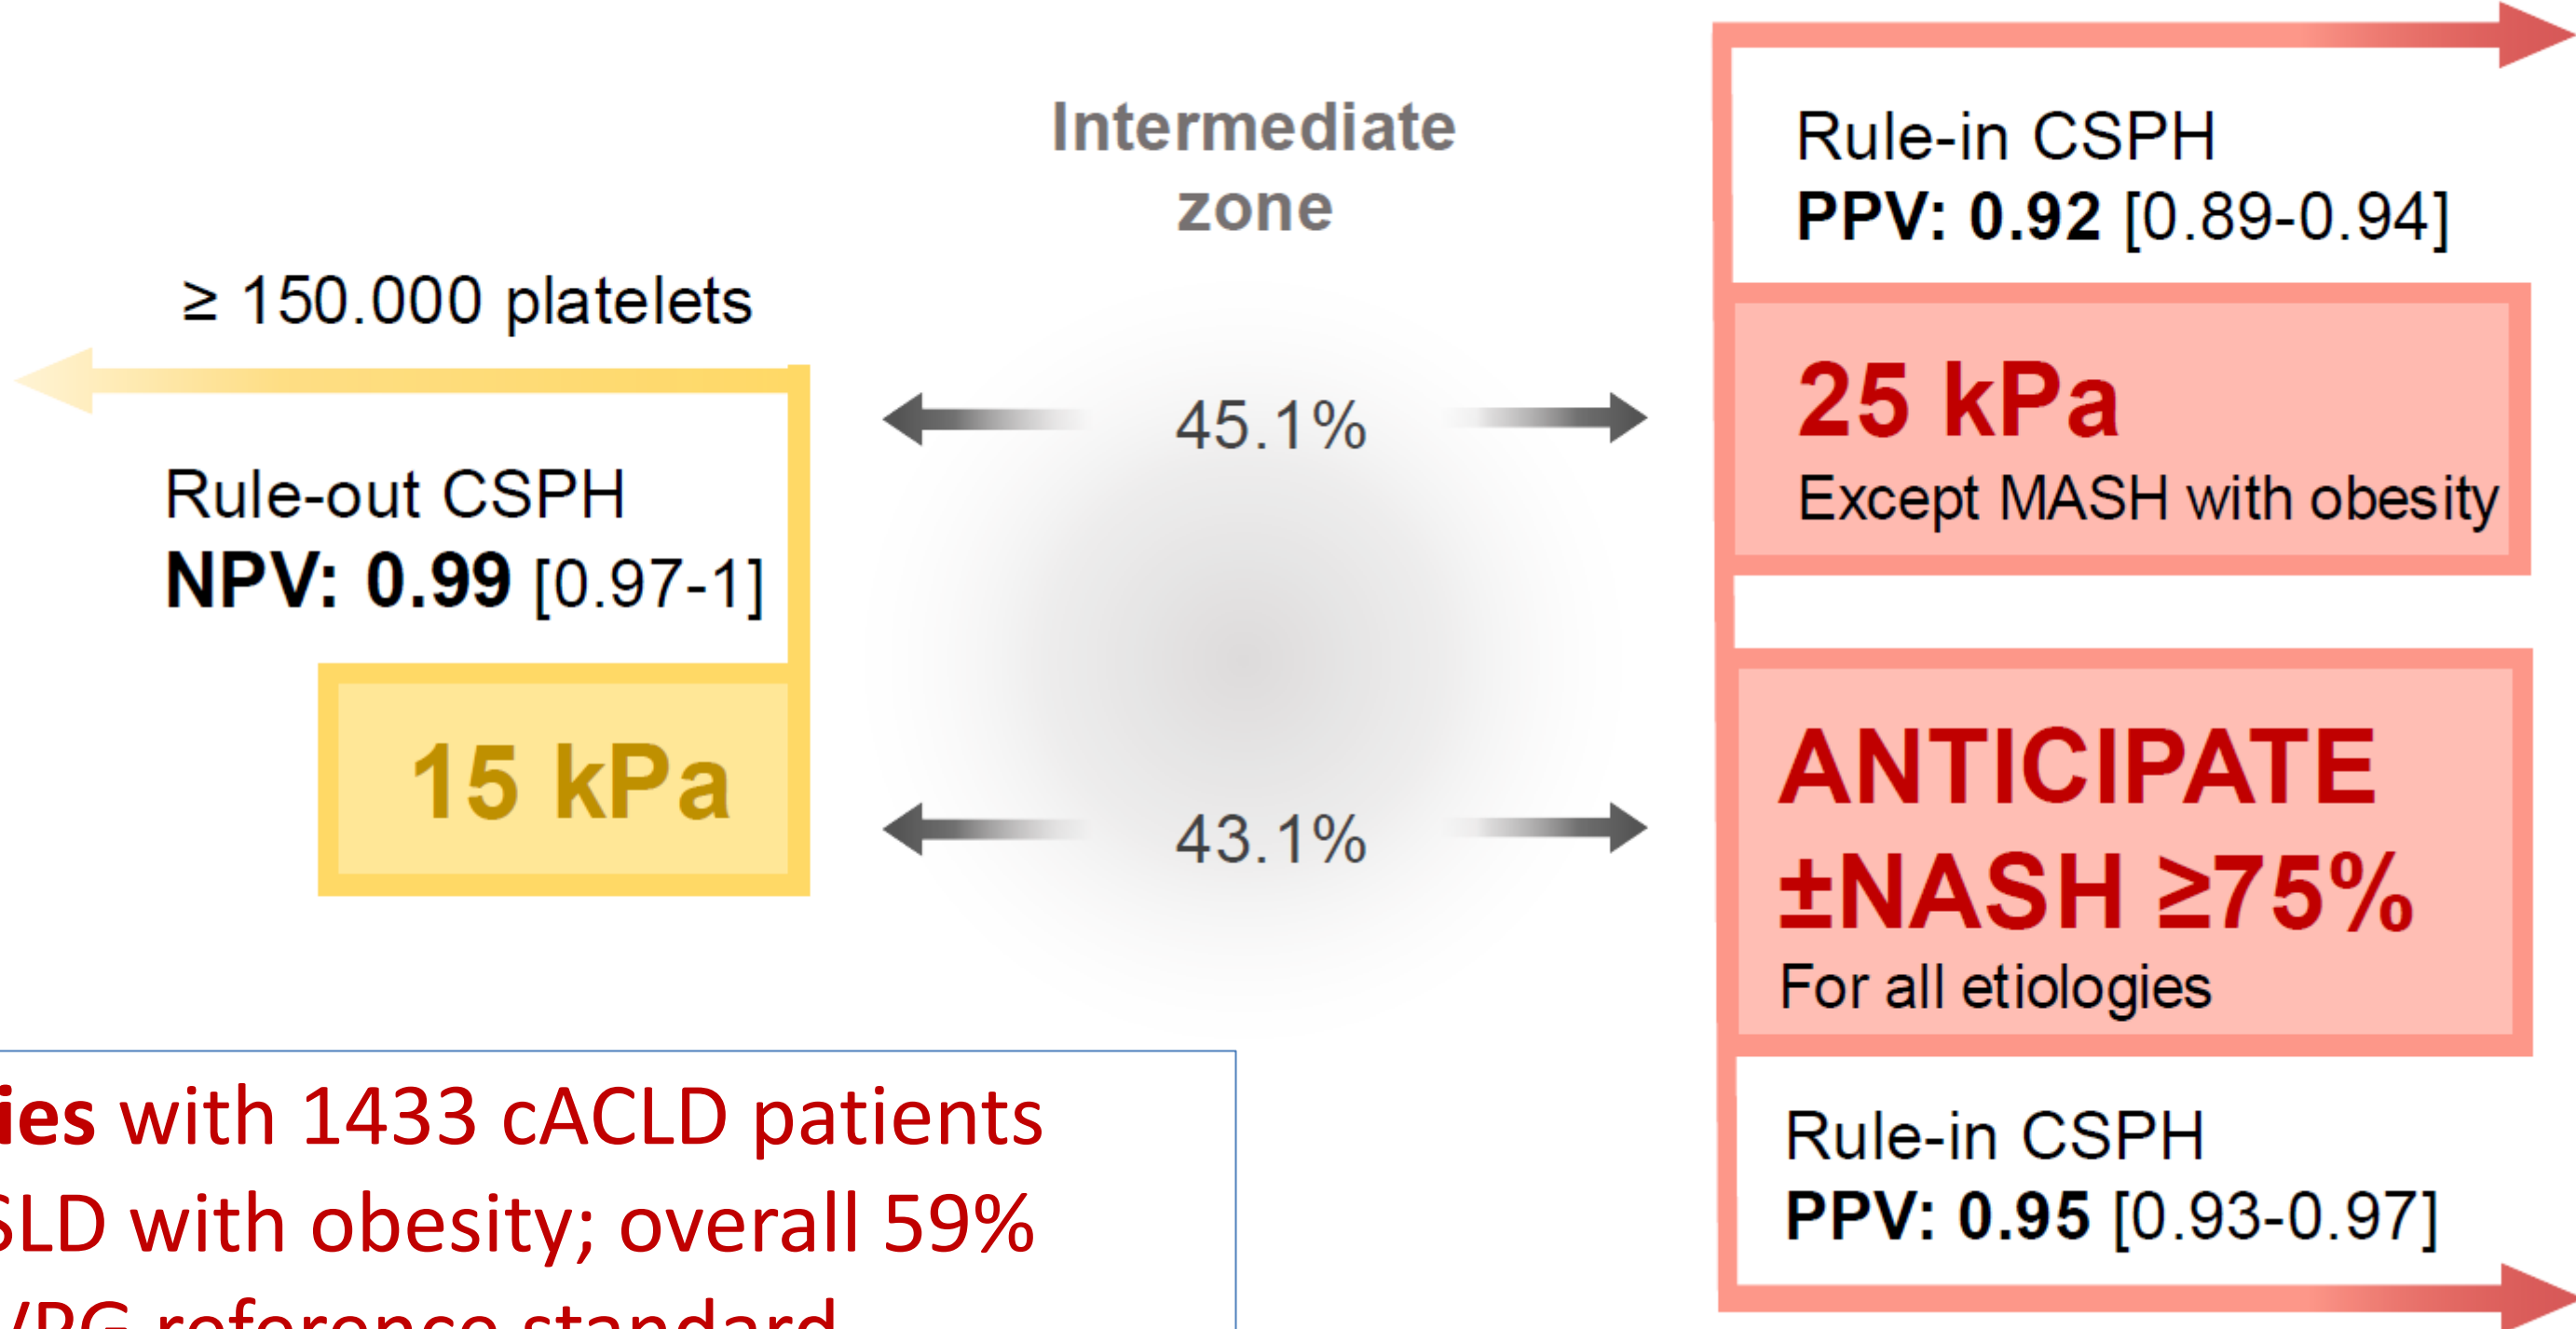 ≥ 150.000 platelets
Rule-out CSPH
NPV: 0.99 [0.97-1]
15 kPa
Intermediate
zone
45.1%
43.1%
Rule-in CSPH
PPV: 0.92 [0.89-0.94]
25 kPa
Except MASH with obesity
ANTICIPATE
±NASH ≥75%
For all etiologies
Rule-in CSPH
PPV: 0.95 [0.93-0.97]
with 1433 cACLD patients
with obesity; overall 59%
reference standard